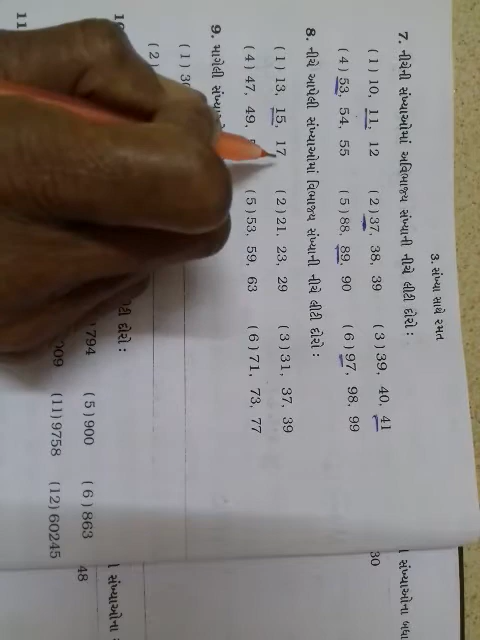 3. સંખ્યા સાથે રમત
7. નીચેની સંખ્યાઓમાં અવિભાજ્ય સંખ્યાની નીચે લીટી દોરો :
(1) 10, 11, 12 (2) 37, 38, 39 (3) 39, 40, 41
(4) 53, 54, 55 (5) 88, 89, 90 (6) 97, 98, 99
8. નીચે આપેલી સંખ્યાઓમાં વિભાજ્ય સંખ્યાની નીચે લીટી દોરો :
(1) 13, 15, 17 (2) 21, 23, 29 (3) 31, 37, 39
(4) 47, 49, (5) 53, 59, 63 (6) 71, 73, 77
9. માગેલી
(1)
(2)
દોરો :
(5) 900 (6) 863
(11) 9758 (12) 60245
11
30
48